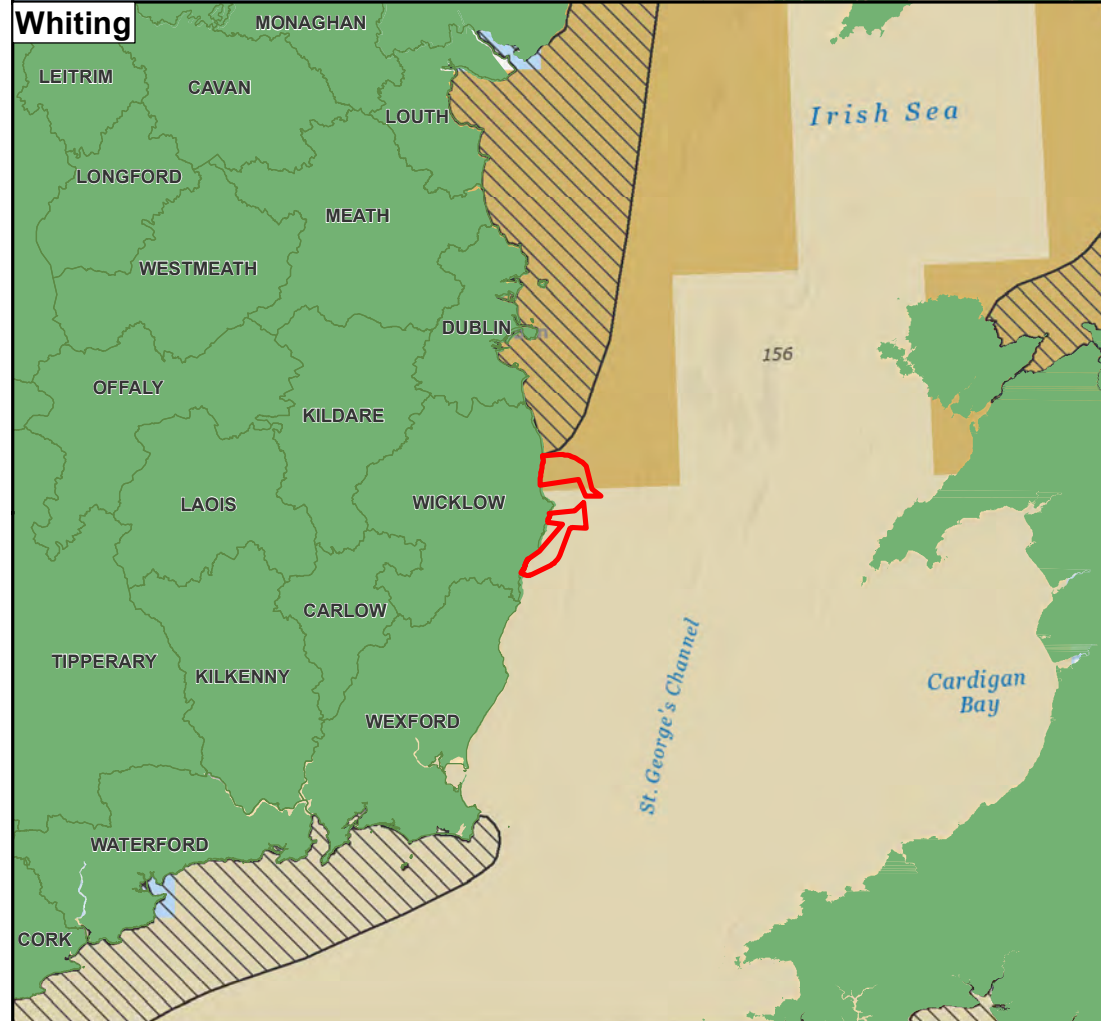 Whiting
MONAGHAN
LEITRIM
CAVAN
LOUTH
Irish Sea
LONGFORD
MEATH
WESTMEATH
DUBLIN
156
OFFALY
KILDARE
LAOIS
WICKLOW
CARLOW
TIPPERARY
KILKENNY
St. George's Channel
Cardigan
Bay
WEXFORD
WATERFORD
CORK